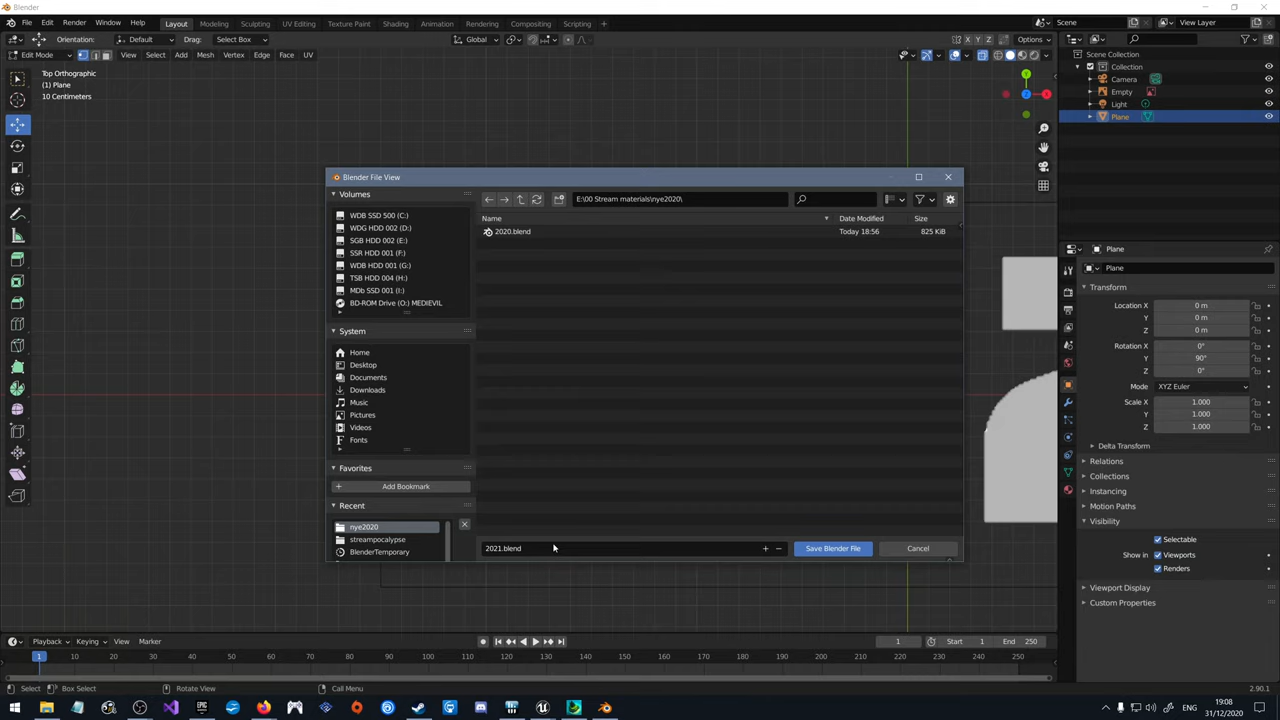 Blender
File Edit Render Window Help Layout Modeling Sculpting UV Editing Texture Paint Shading Animation Rendering Compositing Scripting + Scene View Layer
Orientation: Default Drag: Select Box Global X Y Z Options
Edit Mode View Select Add Mesh Vertex Edge Face UV
Top Orthographic
(1) Plane
10 Centimeters
Y
Z
X
Scene Collection
Collection
Camera
Empty
Light
Plane
Blender File View
Volumes
WDB SSD 500 (C:)
WDG HDD 002 (D:)
SGB HDD 002 (E:)
SSR HDD 001 (F:)
WDB HDD 001 (G:)
TSB HDD 004 (H:)
MDb SSD 001 (I:)
BD-ROM Drive (O:) MEDIEVIL
System
Home
Desktop
Documents
Downloads
Music
Pictures
Videos
Fonts
Favorites
+ Add Bookmark
Recent
nye2020
streampocalypse
BlenderTemporary
E:\00 Stream materials\nye2020\
Name Date Modified Size
2020.blend Today 18:56 825 KiB
2021.blend + − Save Blender File Cancel
Plane
Plane
Transform
Location X 0 m
Y 0 m
Z 0 m
Rotation X 0°
Y 90°
Z 0°
Mode XYZ Euler
Scale X 1.000
Y 1.000
Z 1.000
Delta Transform
Relations
Collections
Instancing
Motion Paths
Visibility
Selectable
Show in Viewports
Renders
Viewport Display
Custom Properties
Playback Keying View Marker 1 Start 1 End 250
1 10 20 30 40 50 60 70 80 90 100 110 120 130 140 150 160 170 180 190 200 210 220 230 240 250
Select Box Select Rotate View Call Menu 2.90.1
ENG 19:08
31/12/2020